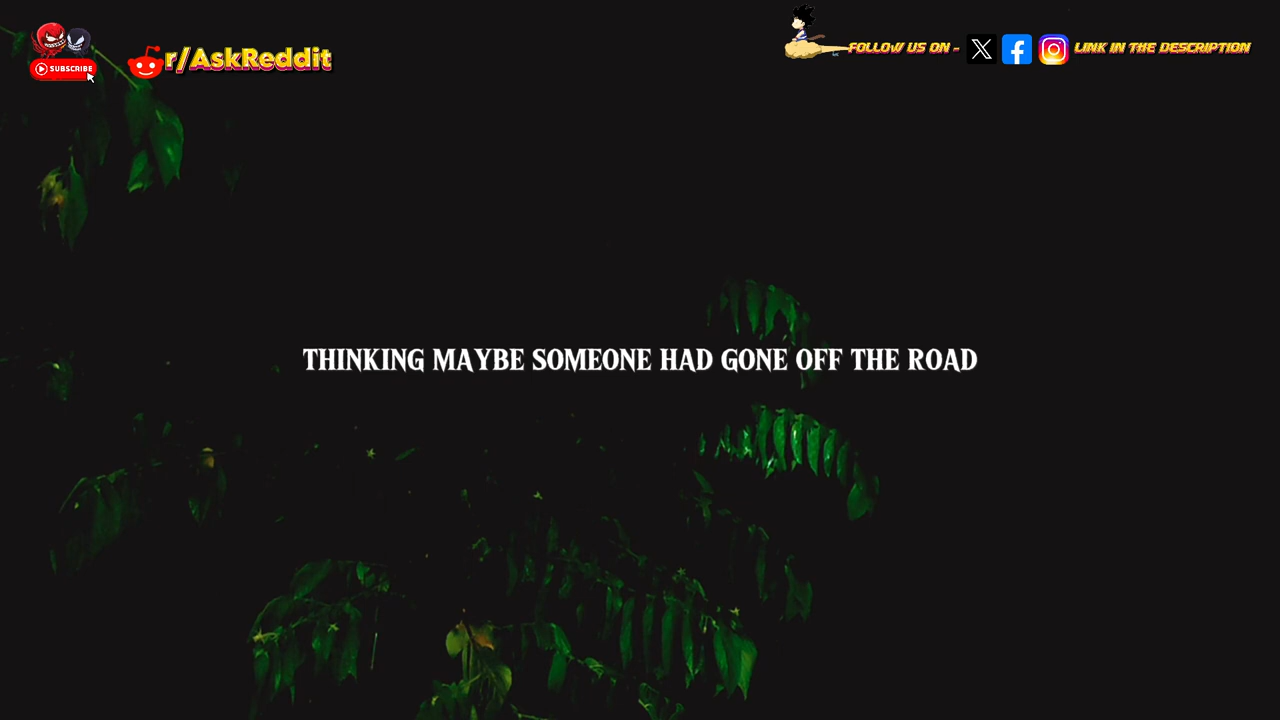 SUBSCRIBE
r/AskReddit
FOLLOW US ON -
LINK IN THE DESCRIPTION
THINKING MAYBE SOMEONE HAD GONE OFF THE ROAD